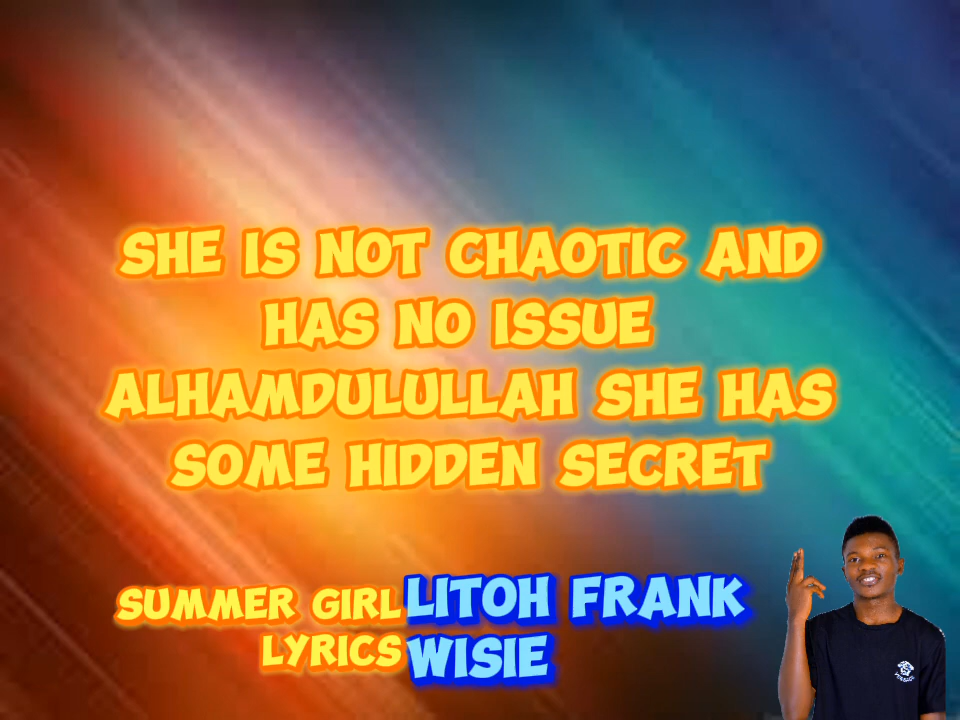 SHE IS NOT CHAOTIC AND
HAS NO ISSUE
ALHAMDULULLAH SHE HAS
SOME HIDDEN SECRET
SUMMER GIRL LITOH FRANK
LYRICS WISIE